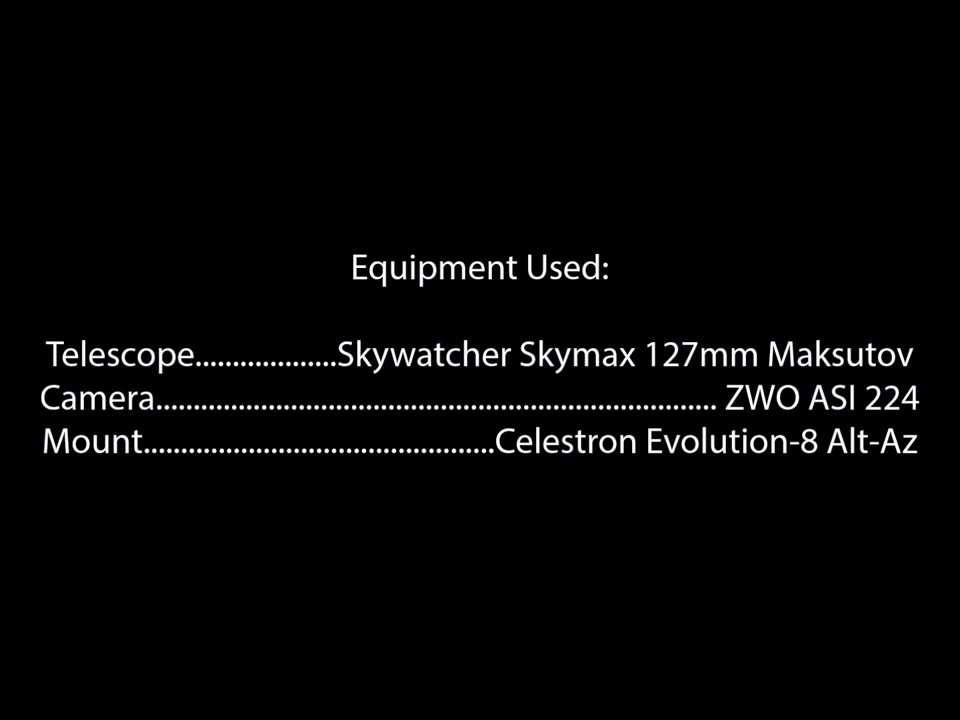 Equipment Used:
Telescope...................Skywatcher Skymax 127mm Maksutov
Camera........................................................................... ZWO ASI 224
Mount...............................................Celestron Evolution-8 Alt-Az